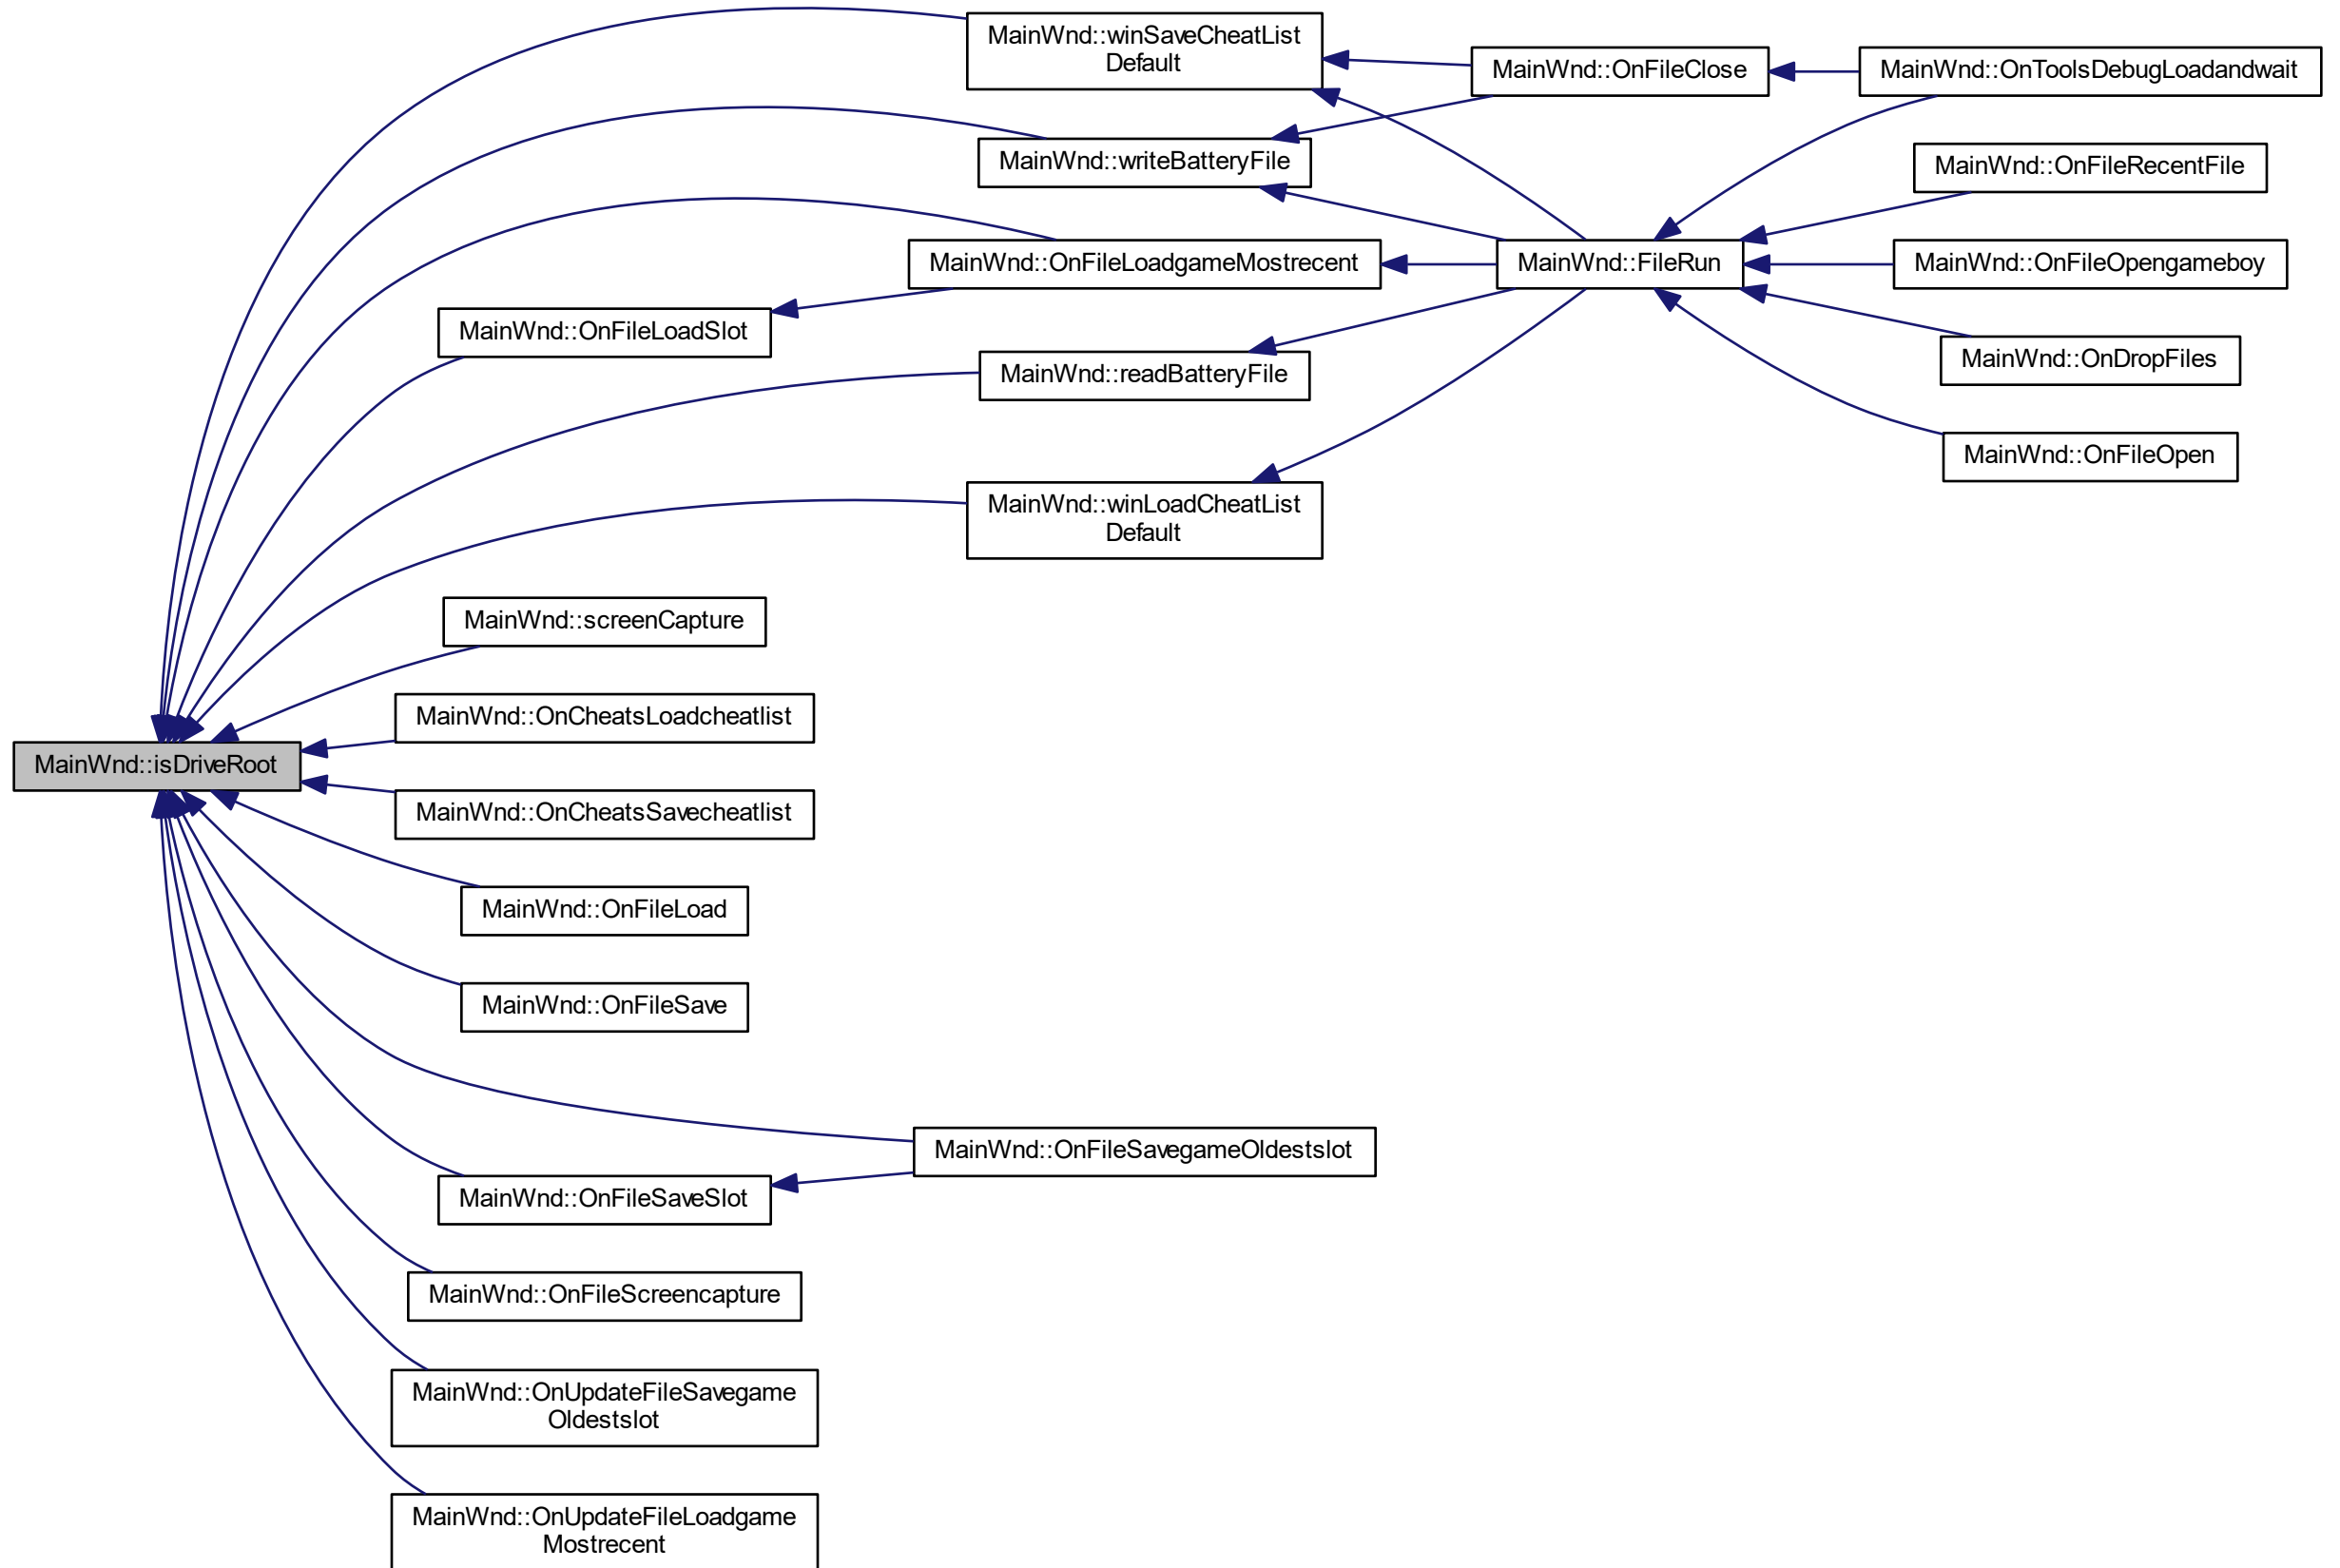 MainWnd::winSaveCheatList
Default
MainWnd::OnFileClose
MainWnd::OnToolsDebugLoadandwait
MainWnd::writeBatteryFile
MainWnd::OnFileRecentFile
MainWnd::OnFileLoadgameMostrecent
MainWnd::FileRun
MainWnd::OnFileOpengameboy
MainWnd::OnFileLoadSlot
MainWnd::OnDropFiles
MainWnd::readBatteryFile
MainWnd::OnFileOpen
MainWnd::winLoadCheatList
Default
MainWnd::screenCapture
MainWnd::OnCheatsLoadcheatlist
MainWnd::isDriveRoot
MainWnd::OnCheatsSavecheatlist
MainWnd::OnFileLoad
MainWnd::OnFileSave
MainWnd::OnFileSavegameOldestslot
MainWnd::OnFileSaveSlot
MainWnd::OnFileScreencapture
MainWnd::OnUpdateFileSavegame
Oldestslot
MainWnd::OnUpdateFileLoadgame
Mostrecent